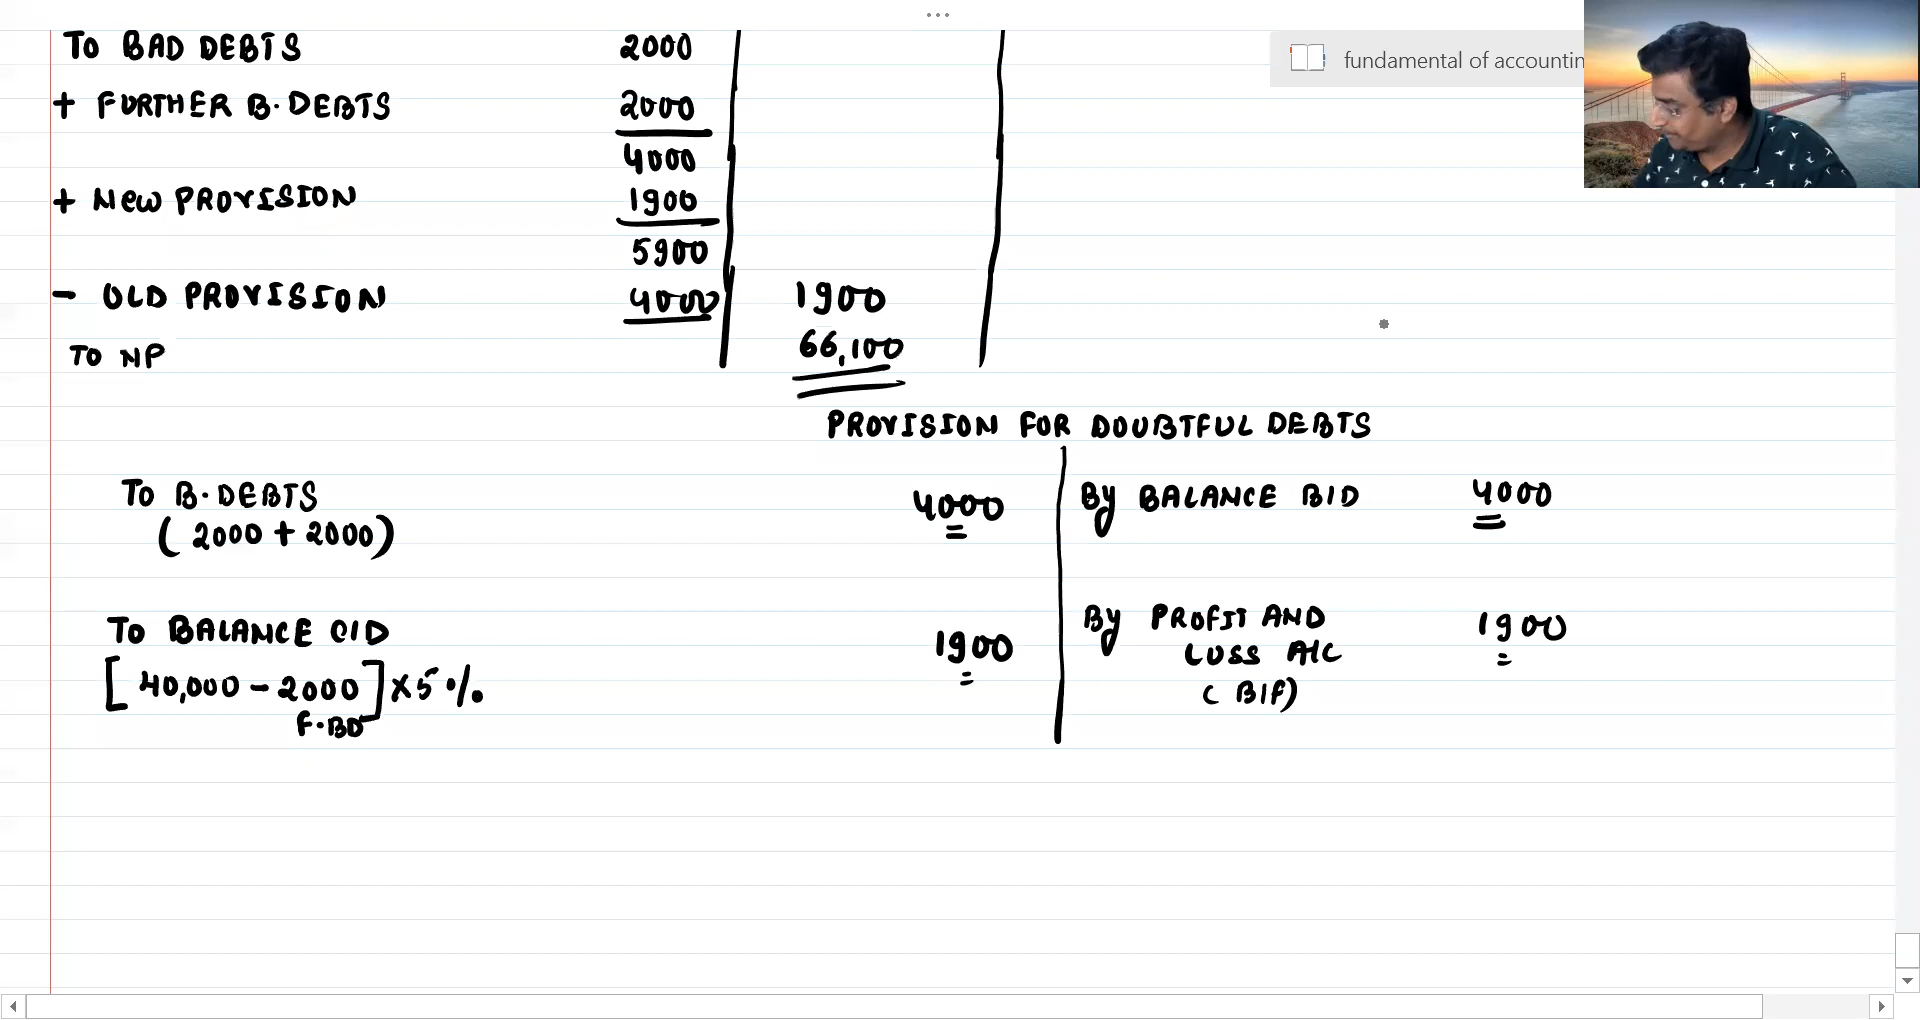 •••
fundamental of accountin
TO BAD DEBTS 2000
+ FURTHER B. DEBTS 2000
4000
+ NEW PROVISION 1900
5900
- OLD PROVISION 4000 1900
TO NP 66,100
PROVISION FOR DOUBTFUL DEBTS
TO B. DEBTS 4000 By BALANCE B/D 4000
(2000 + 2000)
TO BALANCE C/D 1900 By PROFIT AND 1900
LOSS A/C
[40,000 - 2000] X 5%
(B/F)
F.BD